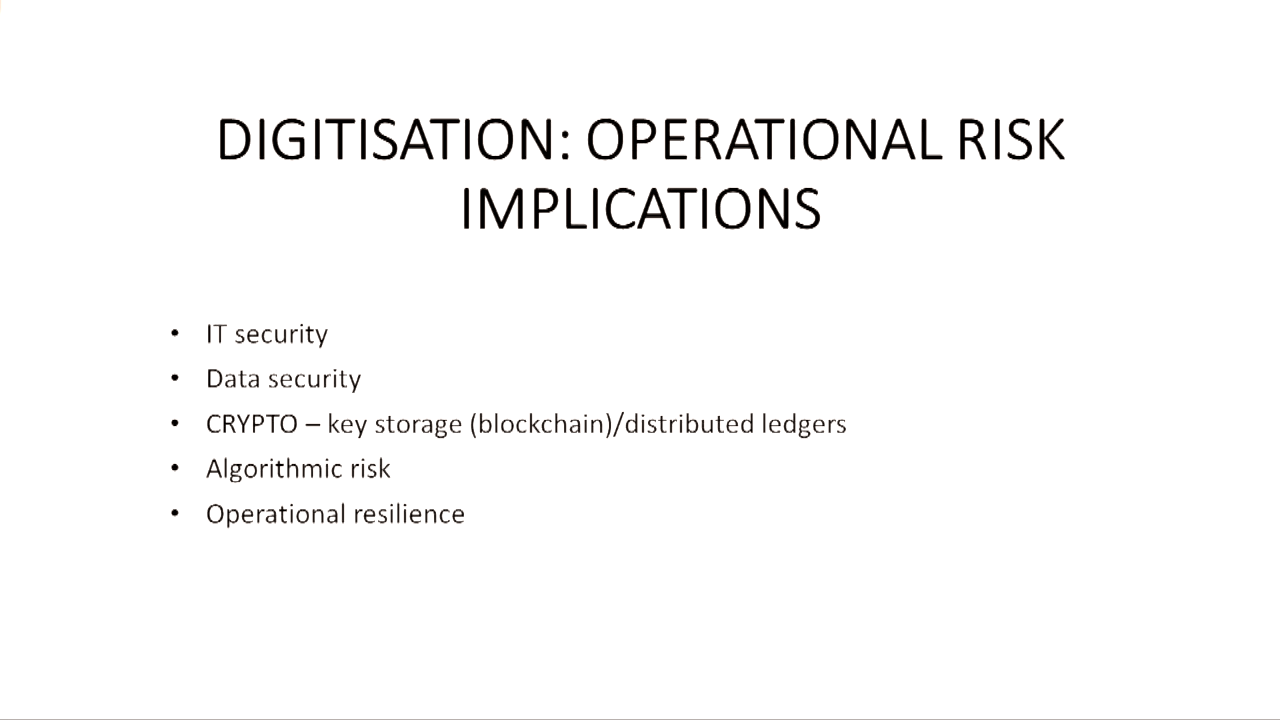 DIGITISATION: OPERATIONAL RISK
IMPLICATIONS
• IT security
• Data security
• CRYPTO – key storage (blockchain)/distributed ledgers
• Algorithmic risk
• Operational resilience